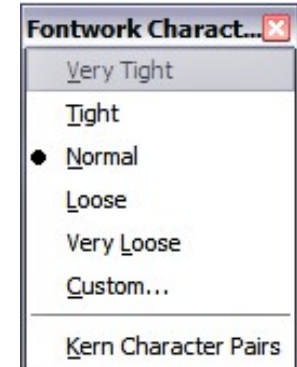 Fontwork Charact...
Very Tight
Tight
Normal
Loose
Very Loose
Custom...
Kern Character Pairs